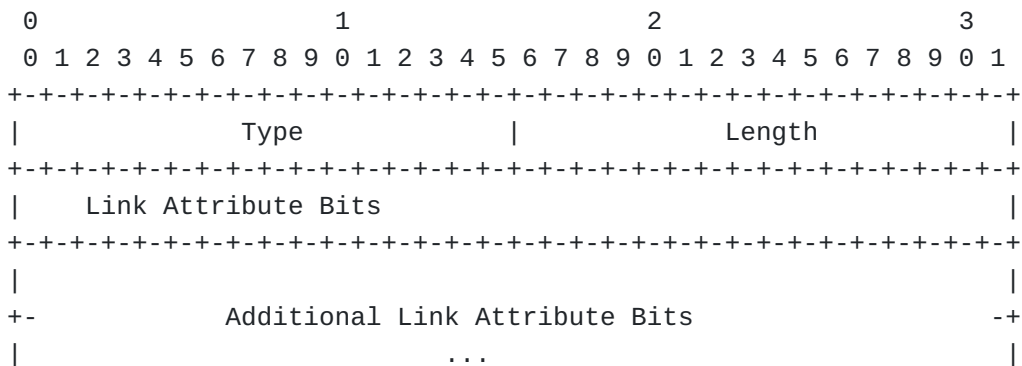 0                   1                   2                   3
 0 1 2 3 4 5 6 7 8 9 0 1 2 3 4 5 6 7 8 9 0 1 2 3 4 5 6 7 8 9 0 1
+-+-+-+-+-+-+-+-+-+-+-+-+-+-+-+-+-+-+-+-+-+-+-+-+-+-+-+-+-+-+-+-+
|              Type             |             Length            |
+-+-+-+-+-+-+-+-+-+-+-+-+-+-+-+-+-+-+-+-+-+-+-+-+-+-+-+-+-+-+-+-+
|    Link Attribute Bits                                        |
+-+-+-+-+-+-+-+-+-+-+-+-+-+-+-+-+-+-+-+-+-+-+-+-+-+-+-+-+-+-+-+-+
|                                                               |
+-            Additional Link Attribute Bits                   -+
|                           ...                                 |